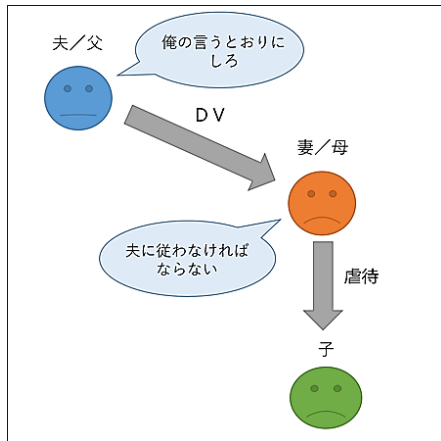 夫／父
俺の言うとおりに
しろ
ＤＶ
妻／母
夫に従わなければ
ならない
虐待
子